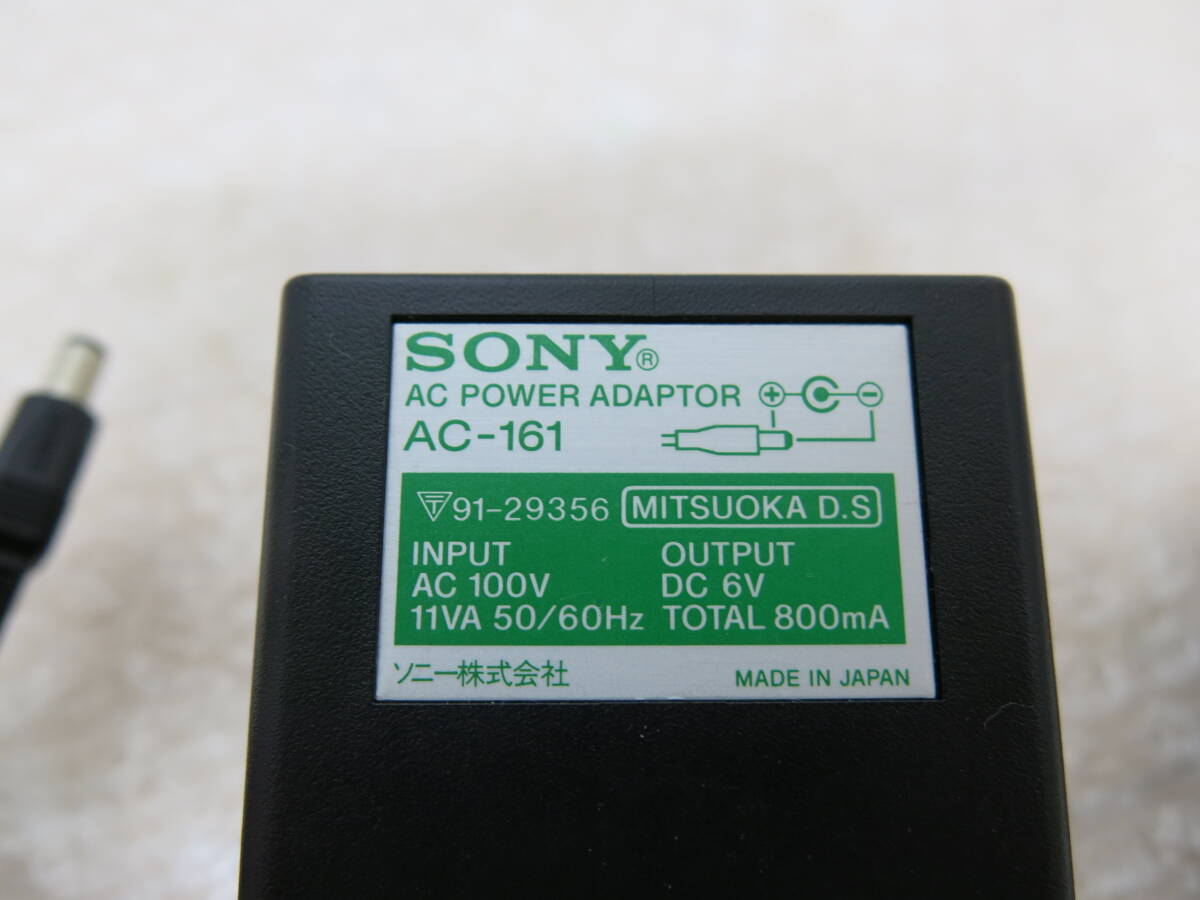 SONY®
AC POWER ADAPTOR
AC-161
91-29356 MITSUOKA D.S
INPUT OUTPUT
AC 100V DC 6V
11VA 50/60Hz TOTAL 800mA
ソニー株式会社 MADE IN JAPAN